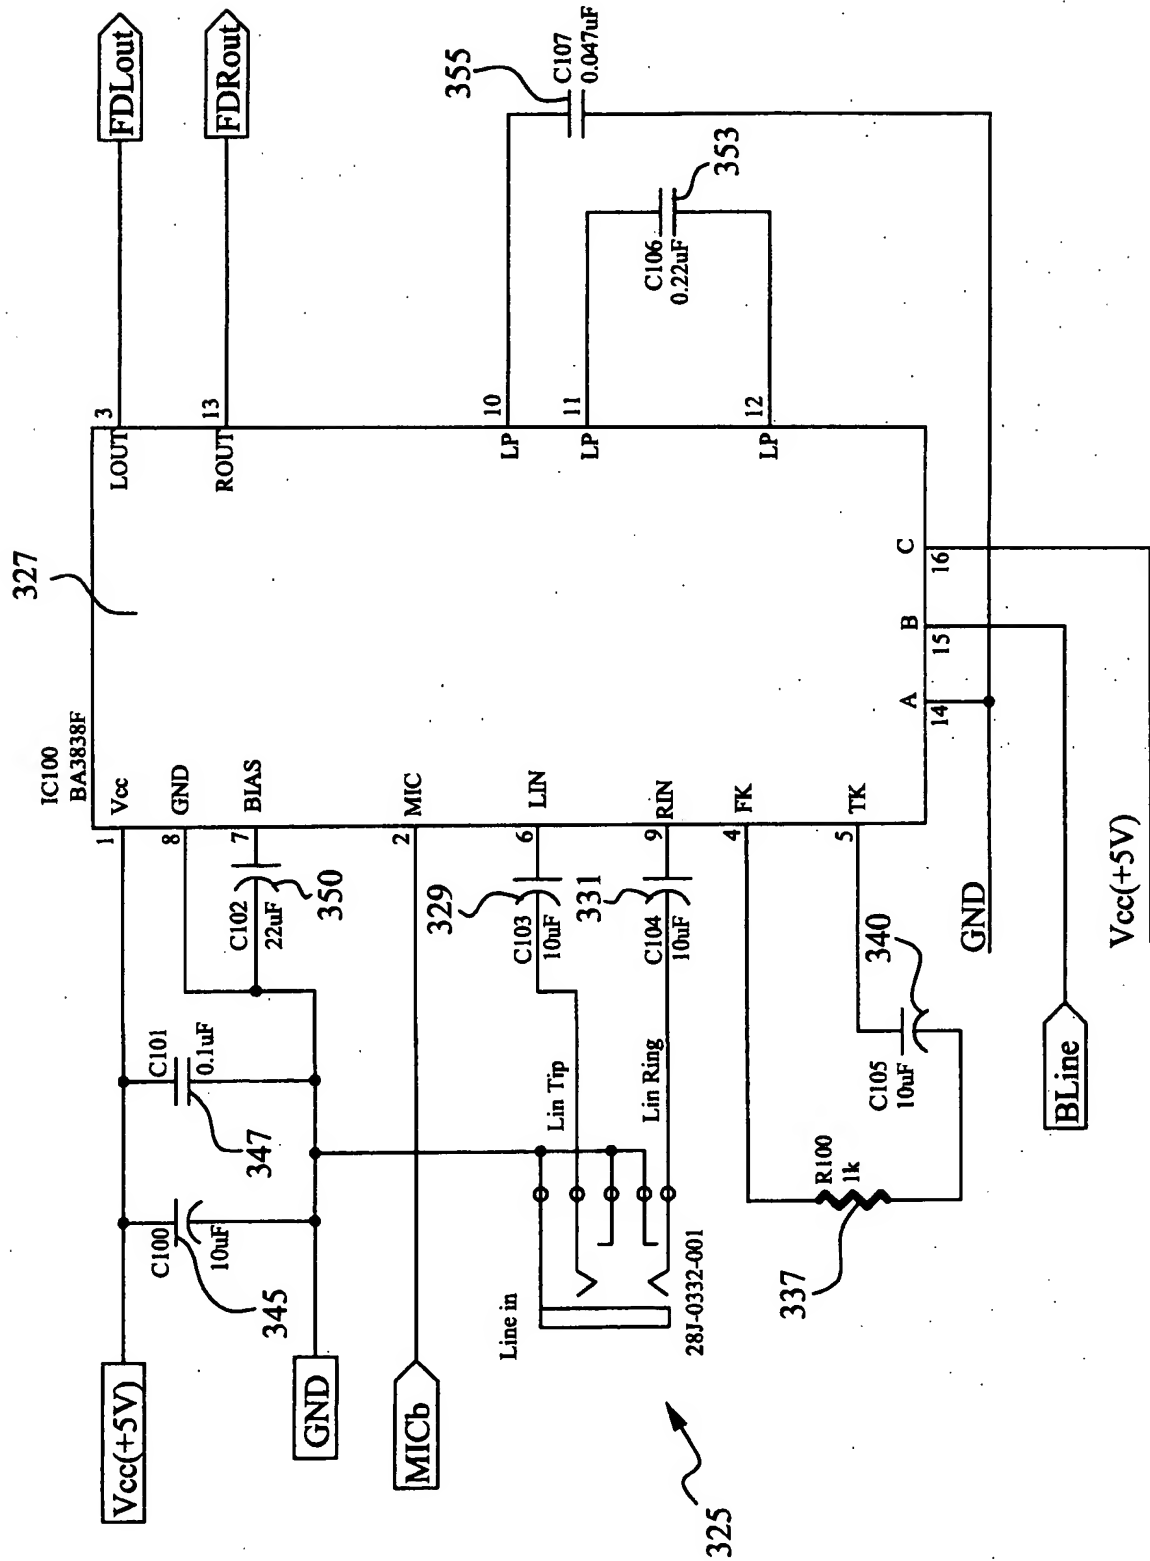 Vcc(+5V)
GND
MICb
345
C100
10uF
347
C101
0.1uF
C102
22uF
350
IC100
BA3838F
1
Vcc
8
GND
7
BIAS
2
MIC
6
LIN
9
RIN
4
FK
5
TK
327
LOUT
3
FDLout
ROUT
13
FDRout
LP
10
LP
11
LP
12
355
C107
0.047uF
353
C106
0.22uF
A
14
B
15
C
16
329
C103
10uF
331
C104
10uF
Line in
Lin Tip
Lin Ring
28J-0332-001
325
R100
1k
337
C105
10uF
340
GND
BLine
Vcc(+5V)